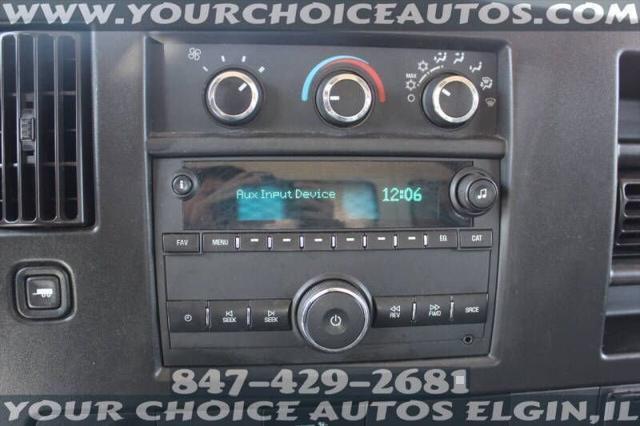 WWW.YOURCHOICEAUTOS.COM
MAX
Aux Input Device 12:06
FAV MENU EQ CAT
SEEK SEEK REV FWD SRCE
847-429-2681
YOUR CHOICE AUTOS ELGIN,IL